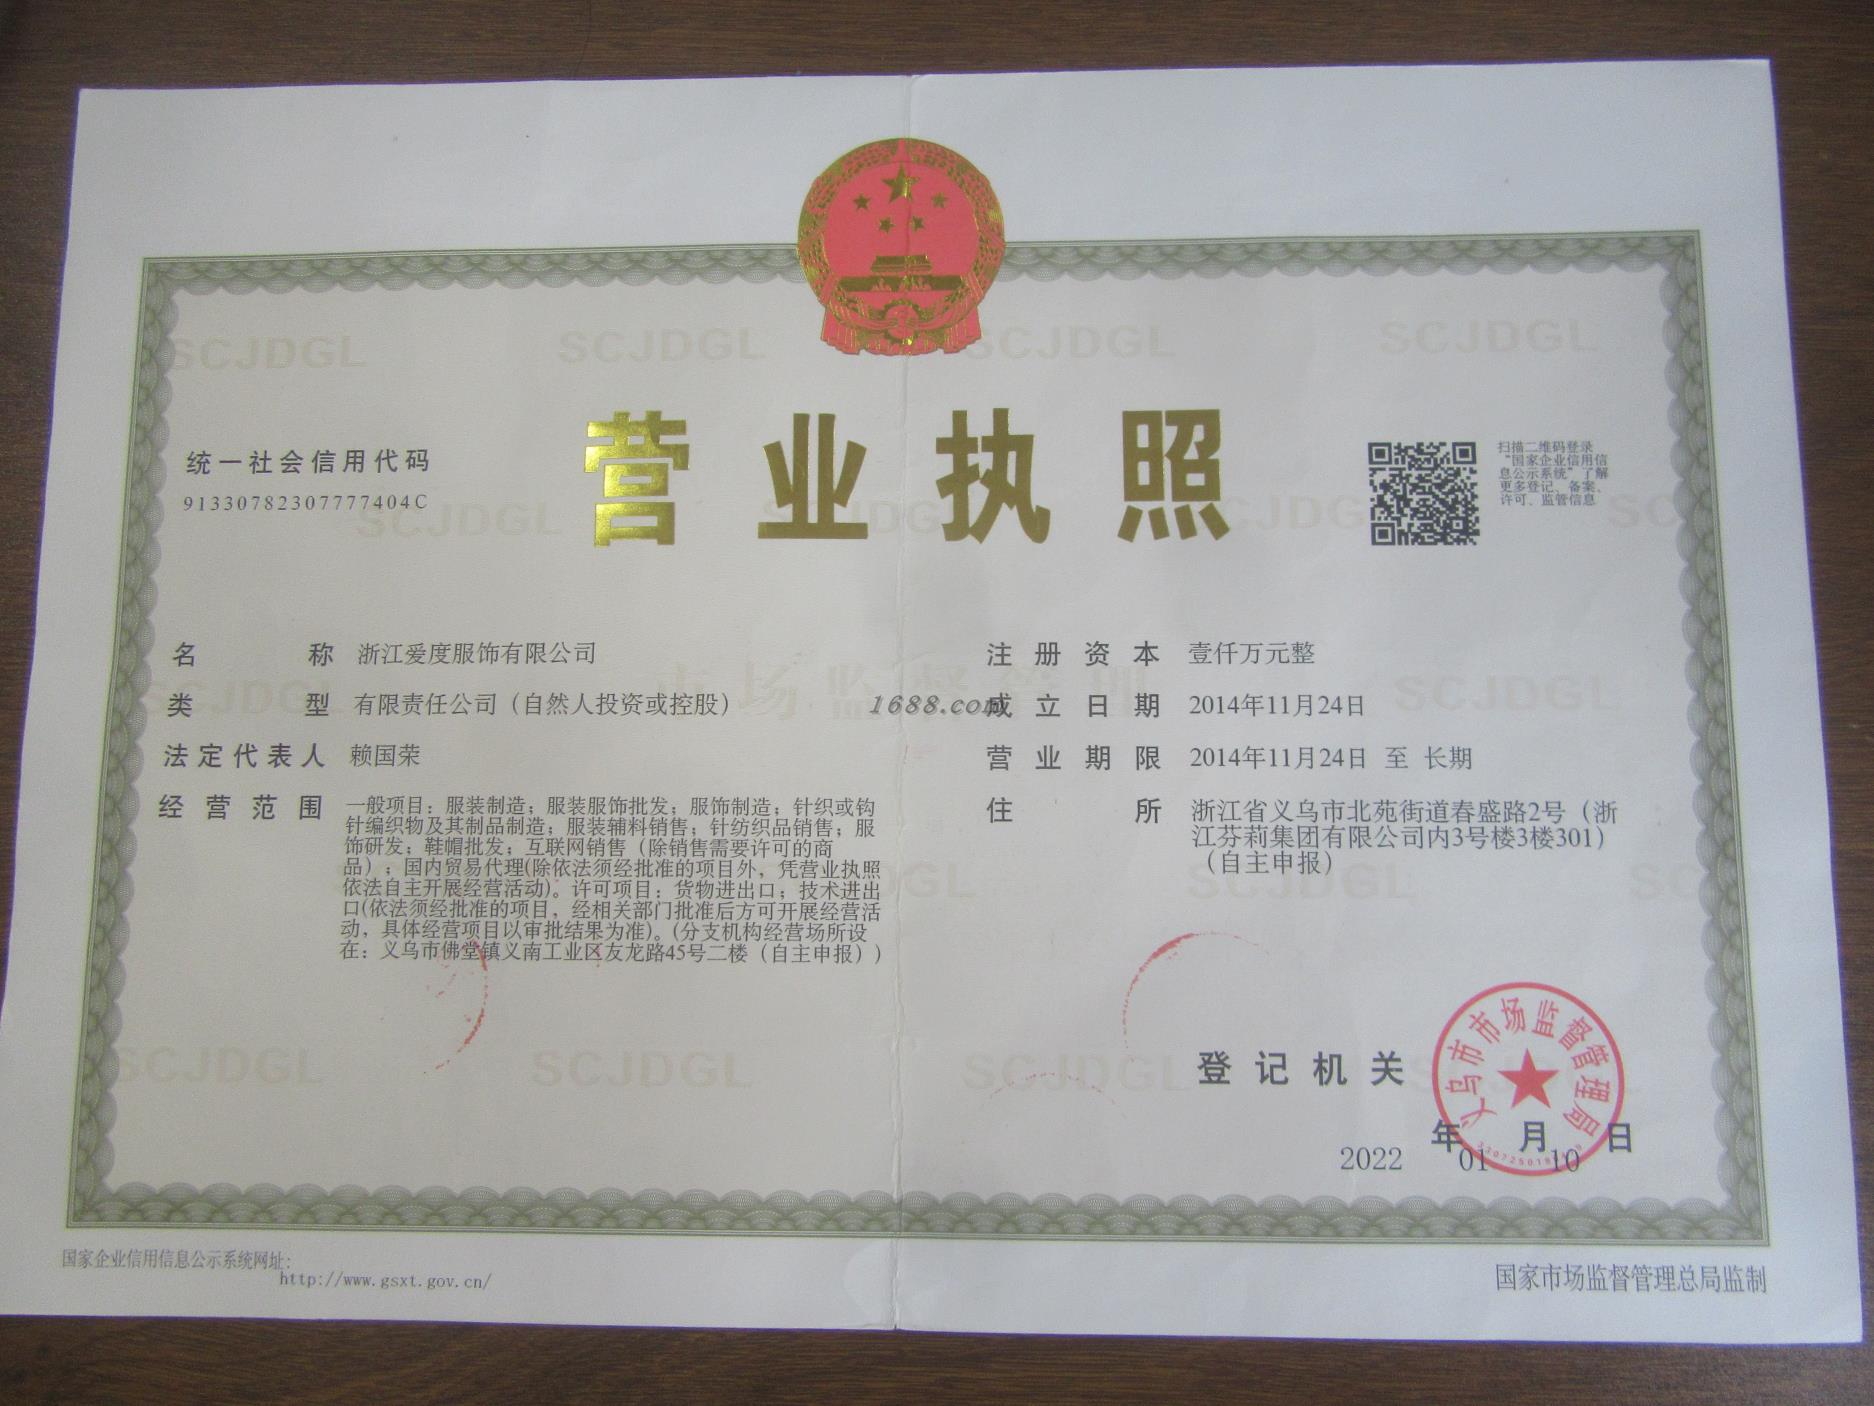 营业执照
统一社会信用代码
91330782307777404C
扫描二维码登录
“国家企业信用信
息公示系统”了解
更多登记、备案、
许可、监管信息
名称 浙江爱度服饰有限公司
类型 有限责任公司（自然人投资或控股）
法定代表人 赖国荣
经营范围 一般项目：服装制造；服装服饰批发；服饰制造；针织或钩
针编织物及其制品制造；服装辅料销售；针纺织品销售；服
饰研发；鞋帽批发；互联网销售（除销售需要许可的商
品）；国内贸易代理(除依法须经批准的项目外，凭营业执照
依法自主开展经营活动)。许可项目：货物进出口；技术进出
口(依法须经批准的项目，经相关部门批准后方可开展经营活
动，具体经营项目以审批结果为准)。(分支机构经营场所设
在：义乌市佛堂镇义南工业区友龙路45号二楼（自主申报）)
注册资本 壹仟万元整
成立日期 2014年11月24日
营业期限 2014年11月24日 至 长期
住所 浙江省义乌市北苑街道春盛路2号（浙
江芬莉集团有限公司内3号楼3楼301）
（自主申报）
1688.com
市场监督管理
SCJDGL
登记机关
义乌市市场监督管理局
2022年01月10日
国家企业信用信息公示系统网址：
http://www.gsxt.gov.cn/
国家市场监督管理总局监制